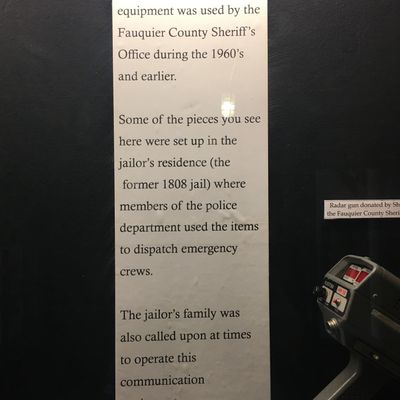 equipment was used by the
Fauquier County Sheriff's
Office during the 1960's
and earlier.
Some of the pieces you see
here were set up in the
jailor's residence (the
former 1808 jail) where
members of the police
department used the items
to dispatch emergency
crews.
The jailor's family was
also called upon at times
to operate this
communication
Radar gun donated by
the Fauquier County